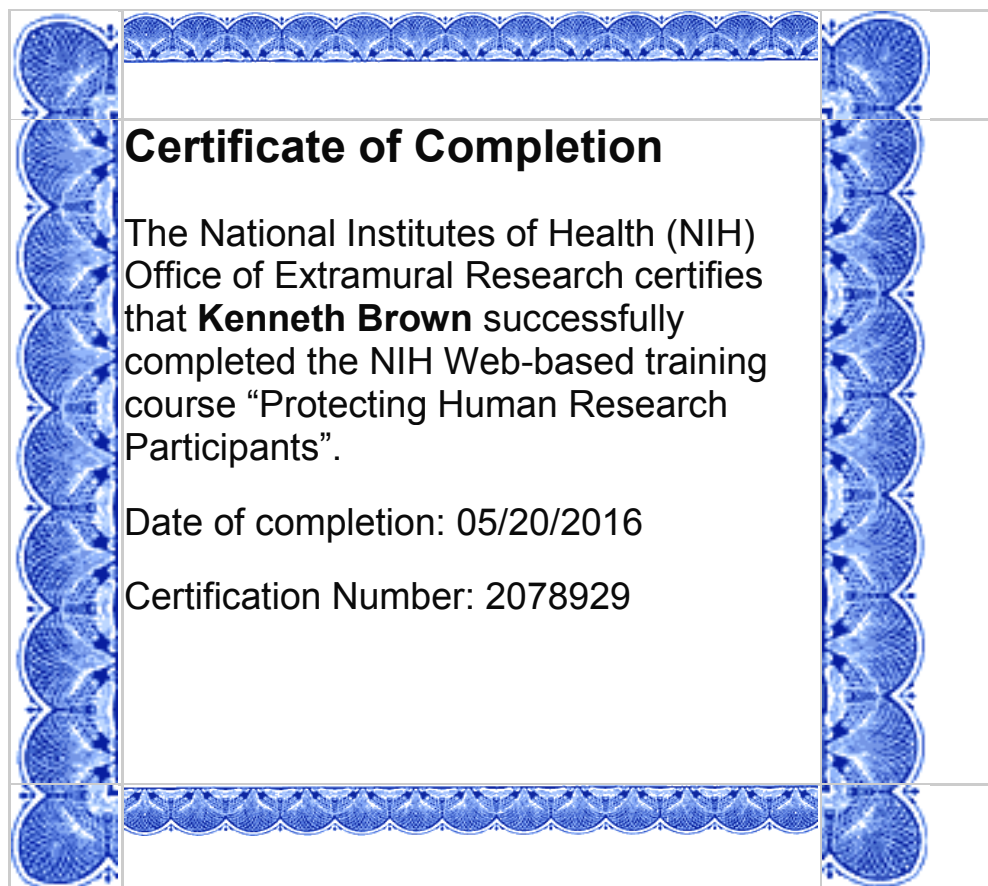 Certificate of Completion
The National Institutes of Health (NIH)
Office of Extramural Research certifies
that Kenneth Brown successfully
completed the NIH Web-based training
course “Protecting Human Research
Participants”.
Date of completion: 05/20/2016
Certification Number: 2078929